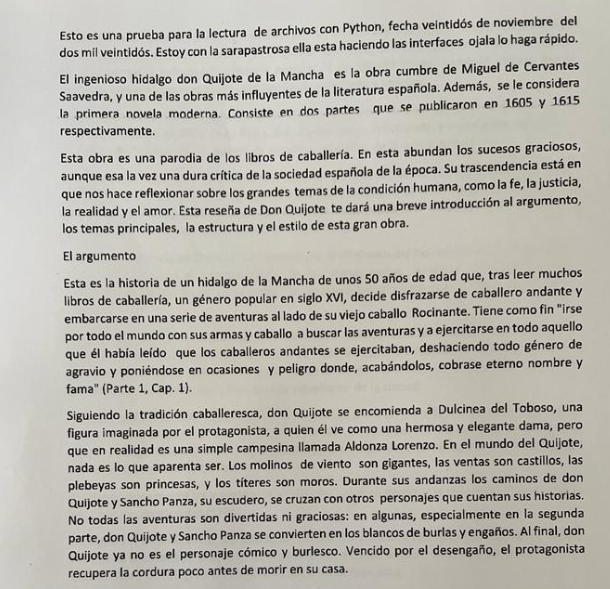 Esto es una prueba para la lectura de archivos con Python, fecha veintidós de noviembre del
dos mil veintidós. Estoy con la sarapastrosa ella esta haciendo las interfaces ojala lo haga rápido.
El ingenioso hidalgo don Quijote de la Mancha es la obra cumbre de Miguel de Cervantes
Saavedra, y una de las obras más influyentes de la literatura española. Además, se le considera
la primera novela moderna. Consiste en dos partes que se publicaron en 1605 y 1615
respectivamente.
Esta obra es una parodia de los libros de caballería. En esta abundan los sucesos graciosos,
aunque esa la vez una dura crítica de la sociedad española de la época. Su trascendencia está en
que nos hace reflexionar sobre los grandes temas de la condición humana, como la fe, la justicia,
la realidad y el amor. Esta reseña de Don Quijote te dará una breve introducción al argumento,
los temas principales, la estructura y el estilo de esta gran obra.
El argumento
Esta es la historia de un hidalgo de la Mancha de unos 50 años de edad que, tras leer muchos
libros de caballería, un género popular en siglo XVI, decide disfrazarse de caballero andante y
embarcarse en una serie de aventuras al lado de su viejo caballo Rocinante. Tiene como fin "irse
por todo el mundo con sus armas y caballo a buscar las aventuras y a ejercitarse en todo aquello
que él había leído que los caballeros andantes se ejercitaban, deshaciendo todo género de
agravio y poniéndose en ocasiones y peligro donde, acabándolos, cobrase eterno nombre y
fama" (Parte 1, Cap. 1).
Siguiendo la tradición caballeresca, don Quijote se encomienda a Dulcinea del Toboso, una
figura imaginada por el protagonista, a quien él ve como una hermosa y elegante dama, pero
que en realidad es una simple campesina llamada Aldonza Lorenzo. En el mundo del Quijote,
nada es lo que aparenta ser. Los molinos de viento son gigantes, las ventas son castillos, las
plebeyas son princesas, y los títeres son moros. Durante sus andanzas los caminos de don
Quijote y Sancho Panza, su escudero, se cruzan con otros personajes que cuentan sus historias.
No todas las aventuras son divertidas ni graciosas: en algunas, especialmente en la segunda
parte, don Quijote y Sancho Panza se convierten en los blancos de burlas y engaños. Al final, don
Quijote ya no es el personaje cómico y burlesco. Vencido por el desengaño, el protagonista
recupera la cordura poco antes de morir en su casa.